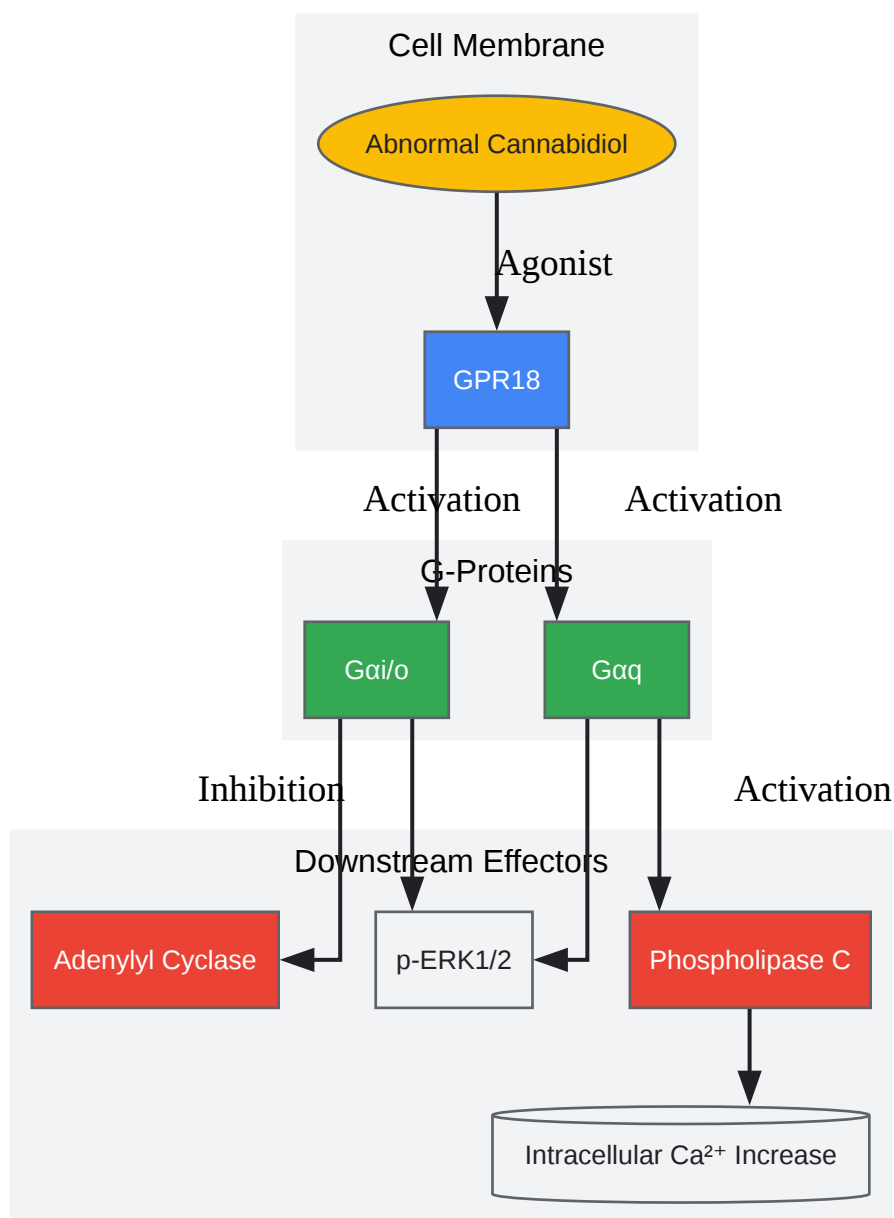 Cell Membrane
Abnormal Cannabidiol
Agonist
GPR18
Activation
Activation
G-Proteins
Gαi/o
Gαq
Inhibition
Activation
Downstream Effectors
Adenylyl Cyclase
p-ERK1/2
Phospholipase C
Intracellular Ca²⁺ Increase